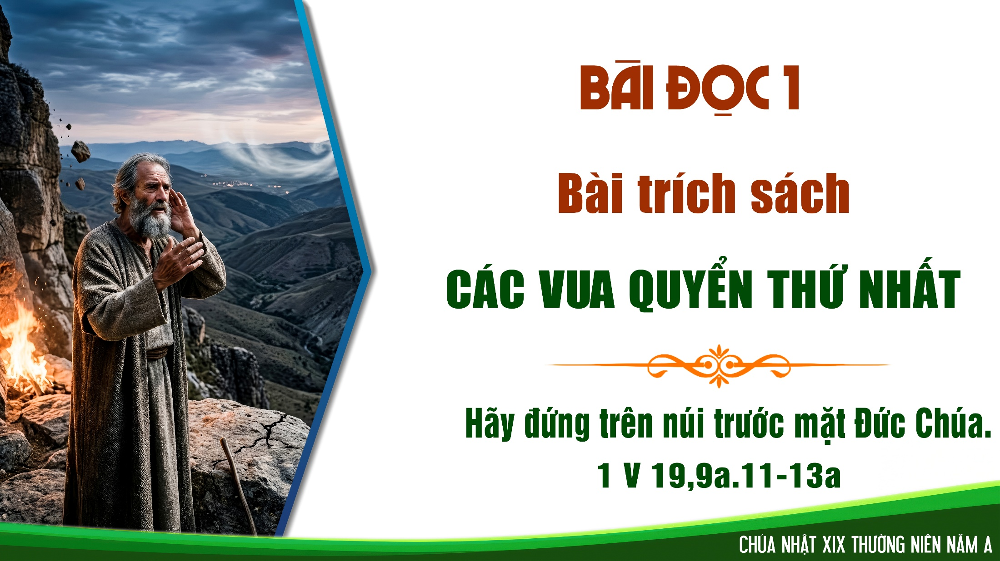 BÀI ĐỌC 1
Bài trích sách
CÁC VUA QUYỂN THỨ NHẤT
Hãy đứng trên núi trước mặt Đức Chúa.
1 V 19,9a.11-13a
CHÚA NHẬT XIX THƯỜNG NIÊN NĂM A